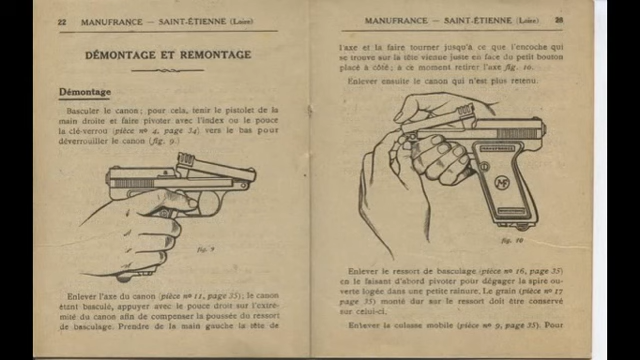 22 MANUFRANCE — SAINT-ÉTIENNE (Loire)
DÉMONTAGE ET REMONTAGE
Démontage
Basculer le canon; pour cela, tenir le pistolet de la
main droite et faire pivoter avec l'index ou le pouce
la clé-verrou (pièce nº 4, page 34) vers le bas pour
déverrouiller le canon (fig. 9.)
fig. 9
Enlever l'axe du canon (pièce nº 11, page 35); le canon
étant basculé, appuyer avec le pouce droit sur l'extré-
mité du canon afin de compenser la poussée du ressort
de basculage. Prendre de la main gauche la tête de
MANUFRANCE — SAINT-ÉTIENNE (Loire)
l'axe et la faire tourner jusqu'à ce que l'encoche qui
se trouve sur la tête vienne juste en face du petit bouton
placé à côté; à ce moment retirer l'axe fig. 10.
Enlever ensuite le canon qui n'est plus retenu.
MF
fig. 10
Enlever le ressort de basculage (pièce nº 16, page 35)
en le faisant d'abord pivoter pour dégager la spire ou-
verte logée dans une petite rainure. Le grain (pièce nº 17
page 35) monté dur sur le ressort doit être conservé
sur celui-ci.
Enlever la culasse mobile (pièce nº 9, page 35). Pour